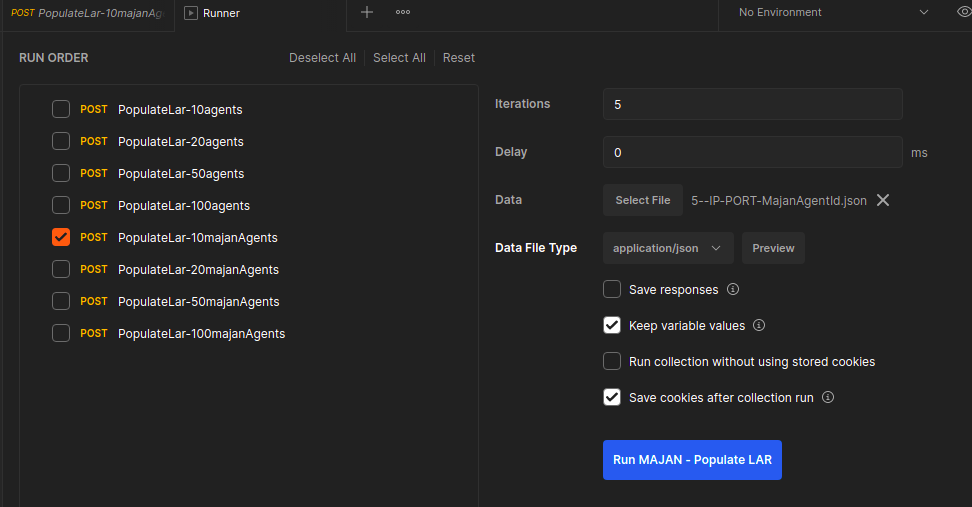 POST PopulateLar-10majanAg
Runner
No Environment
RUN ORDER
Deselect All
Select All
Reset
POST PopulateLar-10agents
POST PopulateLar-20agents
POST PopulateLar-50agents
POST PopulateLar-100agents
POST PopulateLar-10majanAgents
POST PopulateLar-20majanAgents
POST PopulateLar-50majanAgents
POST PopulateLar-100majanAgents
Iterations 5
Delay 0 ms
Data Select File 5--IP-PORT-MajanAgentId.json
Data File Type application/json Preview
Save responses
Keep variable values
Run collection without using stored cookies
Save cookies after collection run
Run MAJAN - Populate LAR